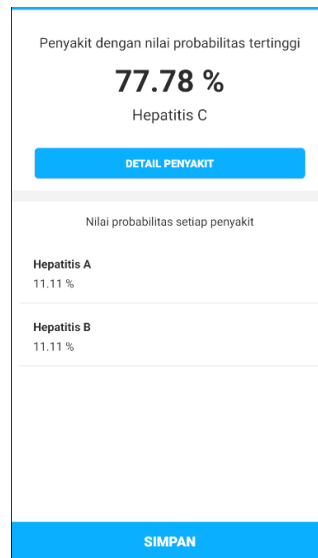 Penyakit dengan nilai probabilitas tertinggi
77.78 %
Hepatitis C
DETAIL PENYAKIT
Nilai probabilitas setiap penyakit
Hepatitis A
11.11 %
Hepatitis B
11.11 %
SIMPAN